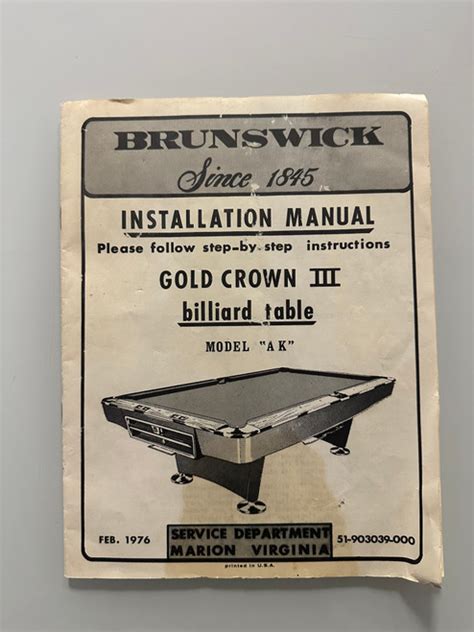 BRUNSWICK
Since 1845
INSTALLATION MANUAL
Please follow step-by step instructions
GOLD CROWN III
billiard table
MODEL "AK"
FEB. 1976
SERVICE DEPARTMENT
MARION VIRGINIA
51-903039-000
printed in U.S.A.